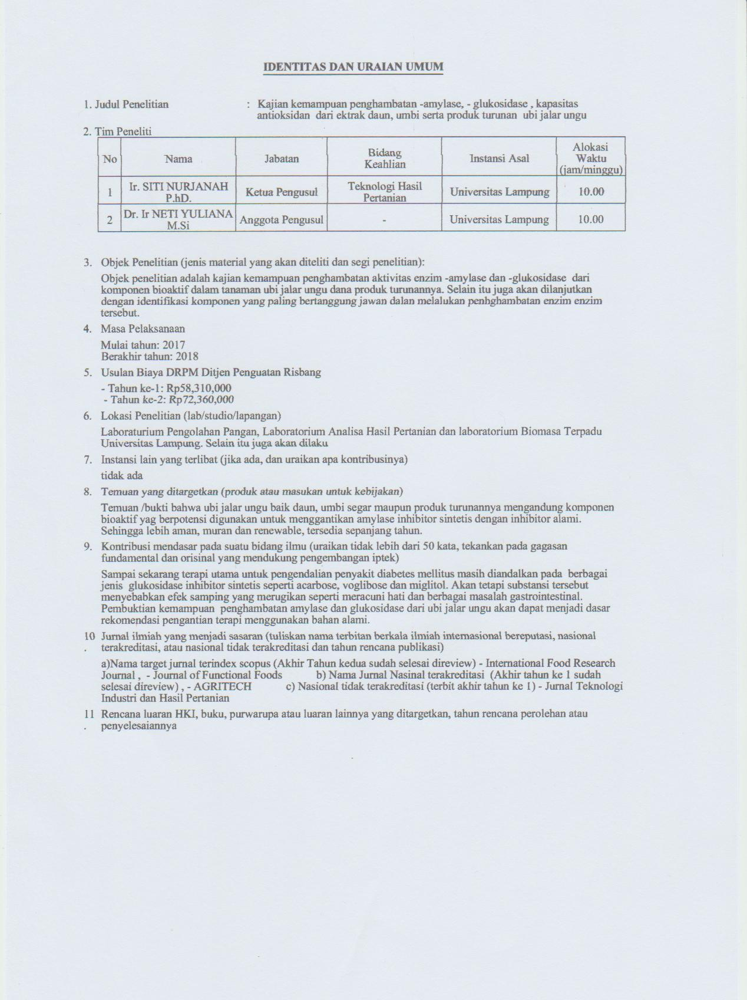 IDENTITAS DAN URAIAN UMUM
1. Judul Penelitian : Kajian kemampuan penghambatan -amylase, - glukosidase , kapasitas
antioksidan dari ektrak daun, umbi serta produk turunan ubi jalar ungu
2. Tim Peneliti
No Nama Jabatan Bidang Keahlian Instansi Asal Alokasi Waktu (jam/minggu)
1 Ir. SITI NURJANAH P.hD. Ketua Pengusul Teknologi Hasil Pertanian Universitas Lampung 10.00
2 Dr. Ir NETI YULIANA M.Si Anggota Pengusul - Universitas Lampung 10.00
3. Objek Penelitian (jenis material yang akan diteliti dan segi penelitian):
Objek penelitian adalah kajian kemampuan penghambatan aktivitas enzim -amylase dan -glukosidase dari
komponen bioaktif dalam tanaman ubi jalar ungu dana produk turunannya. Selain itu juga akan dilanjutkan
dengan identifikasi komponen yang paling bertanggung jawan dalan melalukan penhghambatan enzim enzim
tersebut.
4. Masa Pelaksanaan
Mulai tahun: 2017
Berakhir tahun: 2018
5. Usulan Biaya DRPM Ditjen Penguatan Risbang
- Tahun ke-1: Rp58,310,000
- Tahun ke-2: Rp72,360,000
6. Lokasi Penelitian (lab/studio/lapangan)
Laboraturium Pengolahan Pangan, Laboratorium Analisa Hasil Pertanian dan laboratorium Biomasa Terpadu
Universitas Lampung. Selain itu juga akan dilaku
7. Instansi lain yang terlibat (jika ada, dan uraikan apa kontribusinya)
tidak ada
8. Temuan yang ditargetkan (produk atau masukan untuk kebijakan)
Temuan /bukti bahwa ubi jalar ungu baik daun, umbi segar maupun produk turunannya mengandung komponen
bioaktif yag berpotensi digunakan untuk menggantikan amylase inhibitor sintetis dengan inhibitor alami.
Sehingga lebih aman, muran dan renewable, tersedia sepanjang tahun.
9. Kontribusi mendasar pada suatu bidang ilmu (uraikan tidak lebih dari 50 kata, tekankan pada gagasan
fundamental dan orisinal yang mendukung pengembangan iptek)
Sampai sekarang terapi utama untuk pengendalian penyakit diabetes mellitus masih diandalkan pada berbagai
jenis glukosidase inhibitor sintetis seperti acarbose, voglibose dan miglitol. Akan tetapi substansi tersebut
menyebabkan efek samping yang merugikan seperti meracuni hati dan berbagai masalah gastrointestinal.
Pembuktian kemampuan penghambatan amylase dan glukosidase dari ubi jalar ungu akan dapat menjadi dasar
rekomendasi pengantian terapi menggunakan bahan alami.
10 Jurnal ilmiah yang menjadi sasaran (tuliskan nama terbitan berkala ilmiah internasional bereputasi, nasional
. terakreditasi, atau nasional tidak terakreditasi dan tahun rencana publikasi)
a)Nama target jurnal terindex scopus (Akhir Tahun kedua sudah selesai direview) - International Food Research
Journal , - Journal of Functional Foods b) Nama Jurnal Nasinal terakreditasi (Akhir tahun ke 1 sudah
selesai direview) , - AGRITECH c) Nasional tidak terakreditasi (terbit akhir tahun ke 1) - Jurnal Teknologi
Industri dan Hasil Pertanian
11 Rencana luaran HKI, buku, purwarupa atau luaran lainnya yang ditargetkan, tahun rencana perolehan atau
. penyelesaiannya